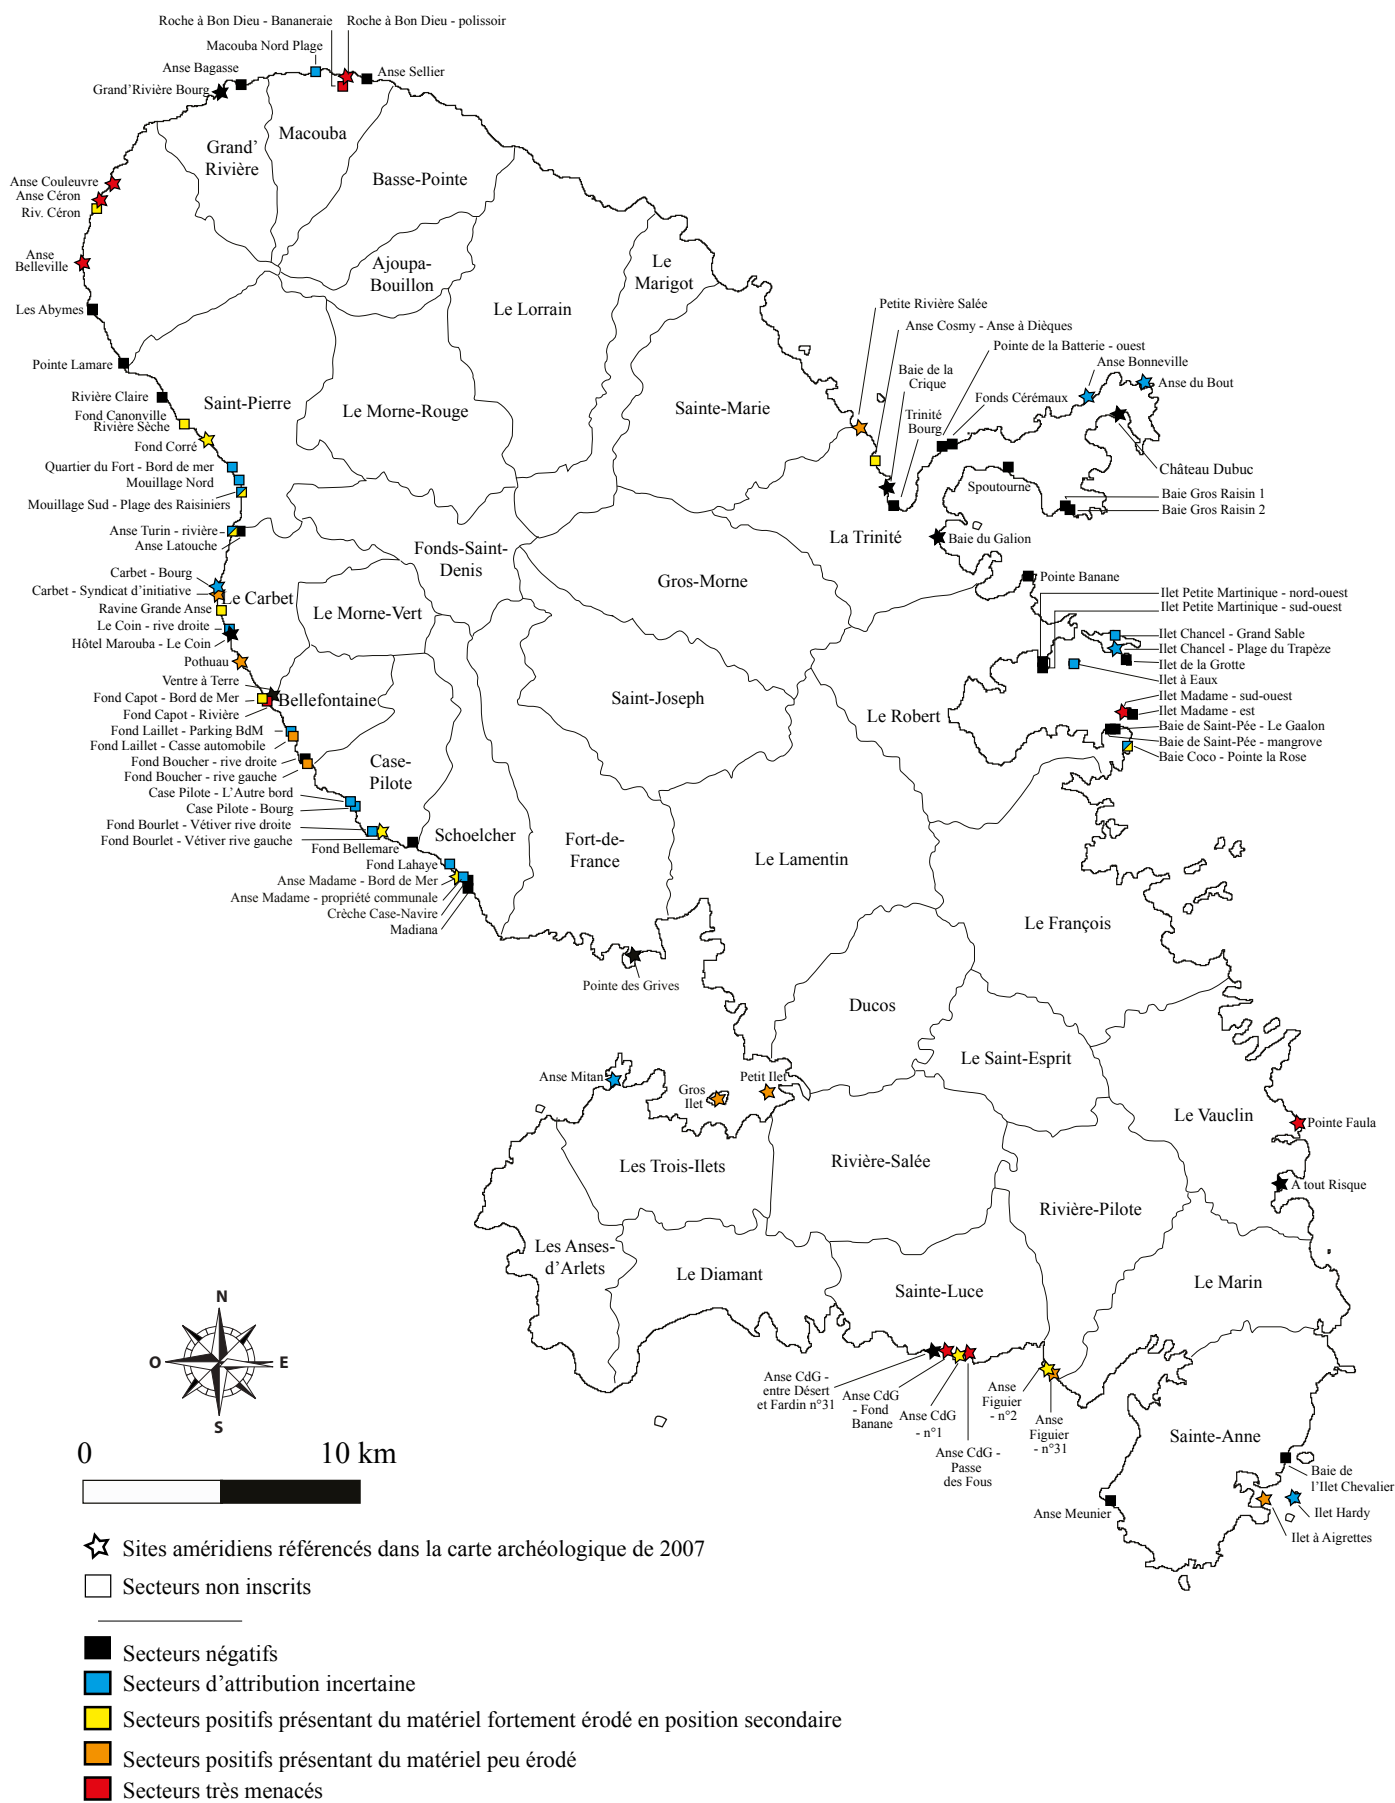 Roche à Bon Dieu - Bananeraie
Roche à Bon Dieu - polissoir
Macouba Nord Plage
Anse Bagasse
Anse Sellier
Grand'Rivière Bourg
Macouba
Grand'
Rivière
Basse-Pointe
Anse Couleuvre
Anse Céron
Riv. Céron
Anse
Belleville
Ajoupa-
Bouillon
Le
Marigot
Les Abymes
Le Lorrain
Petite Rivière Salée
Anse Cosmy - Anse à Dièques
Pointe de la Batterie - ouest
Pointe Lamare
Anse Bonneville
Baie de la
Crique
Anse du Bout
Rivière Claire
Saint-Pierre
Le Morne-Rouge
Sainte-Marie
Fonds Cérémaux
Fond Canonville
Rivière Sèche
Trinité
Bourg
Fond Corré
Quartier du Fort - Bord de mer
Château Dubuc
Mouillage Nord
Spoutourne
Mouillage Sud - Plage des Raisiniers
Baie Gros Raisin 1
Baie Gros Raisin 2
Anse Turin - rivière
Anse Latouche
La Trinité
Baie du Galion
Fonds-Saint-
Denis
Carbet - Bourg
Gros-Morne
Pointe Banane
Carbet - Syndicat d'initiative
Le Carbet
Ilet Petite Martinique - nord-ouest
Ravine Grande Anse
Le Morne-Vert
Ilet Petite Martinique - sud-ouest
Le Coin - rive droite
Ilet Chancel - Grand Sable
Hôtel Marouba - Le Coin
Ilet Chancel - Plage du Trapèze
Pothuau
Ilet de la Grotte
Ventre à Terre
Ilet à Eaux
Fond Capot - Bord de Mer
Bellefontaine
Saint-Joseph
Ilet Madame - sud-ouest
Fond Capot - Rivière
Le Robert
Ilet Madame - est
Fond Laillet - Parking BdM
Baie de Saint-Pée - Le Gaalon
Fond Laillet - Casse automobile
Baie de Saint-Pée - mangrove
Fond Boucher - rive droite
Baie Coco - Pointe la Rose
Fond Boucher - rive gauche
Case-
Pilote
Case Pilote - L'Autre bord
Case Pilote - Bourg
Fond Bourlet - Vétiver rive droite
Schoelcher
Fort-de-
France
Fond Bourlet - Vétiver rive gauche
Fond Bellemare
Le Lamentin
Fond Lahaye
Anse Madame - Bord de Mer
Anse Madame - propriété communale
Crèche Case-Navire
Madiana
Le François
Pointe des Grives
Ducos
Le Saint-Esprit
Anse Mitan
Gros
Ilet
Petit Ilet
Le Vauclin
Pointe Faula
Les Trois-Ilets
Rivière-Salée
A tout Risque
Rivière-Pilote
Les Anses-
d'Arlets
Le Diamant
Sainte-Luce
Le Marin
N
O
E
S
Anse CdG -
entre Désert
et Fardin n°31
Anse CdG
- Fond
Banane
Anse CdG
- n°1
Anse CdG -
Passe
des Fous
Anse
Figuier
- n°2
Anse
Figuier
- n°31
Sainte-Anne
Baie de
l'Ilet Chevalier
Anse Meunier
Ilet Hardy
Ilet à Aigrettes
0
10 km
Sites améridiens référencés dans la carte archéologique de 2007
Secteurs non inscrits
Secteurs négatifs
Secteurs d'attribution incertaine
Secteurs positifs présentant du matériel fortement érodé en position secondaire
Secteurs positifs présentant du matériel peu érodé
Secteurs très menacés